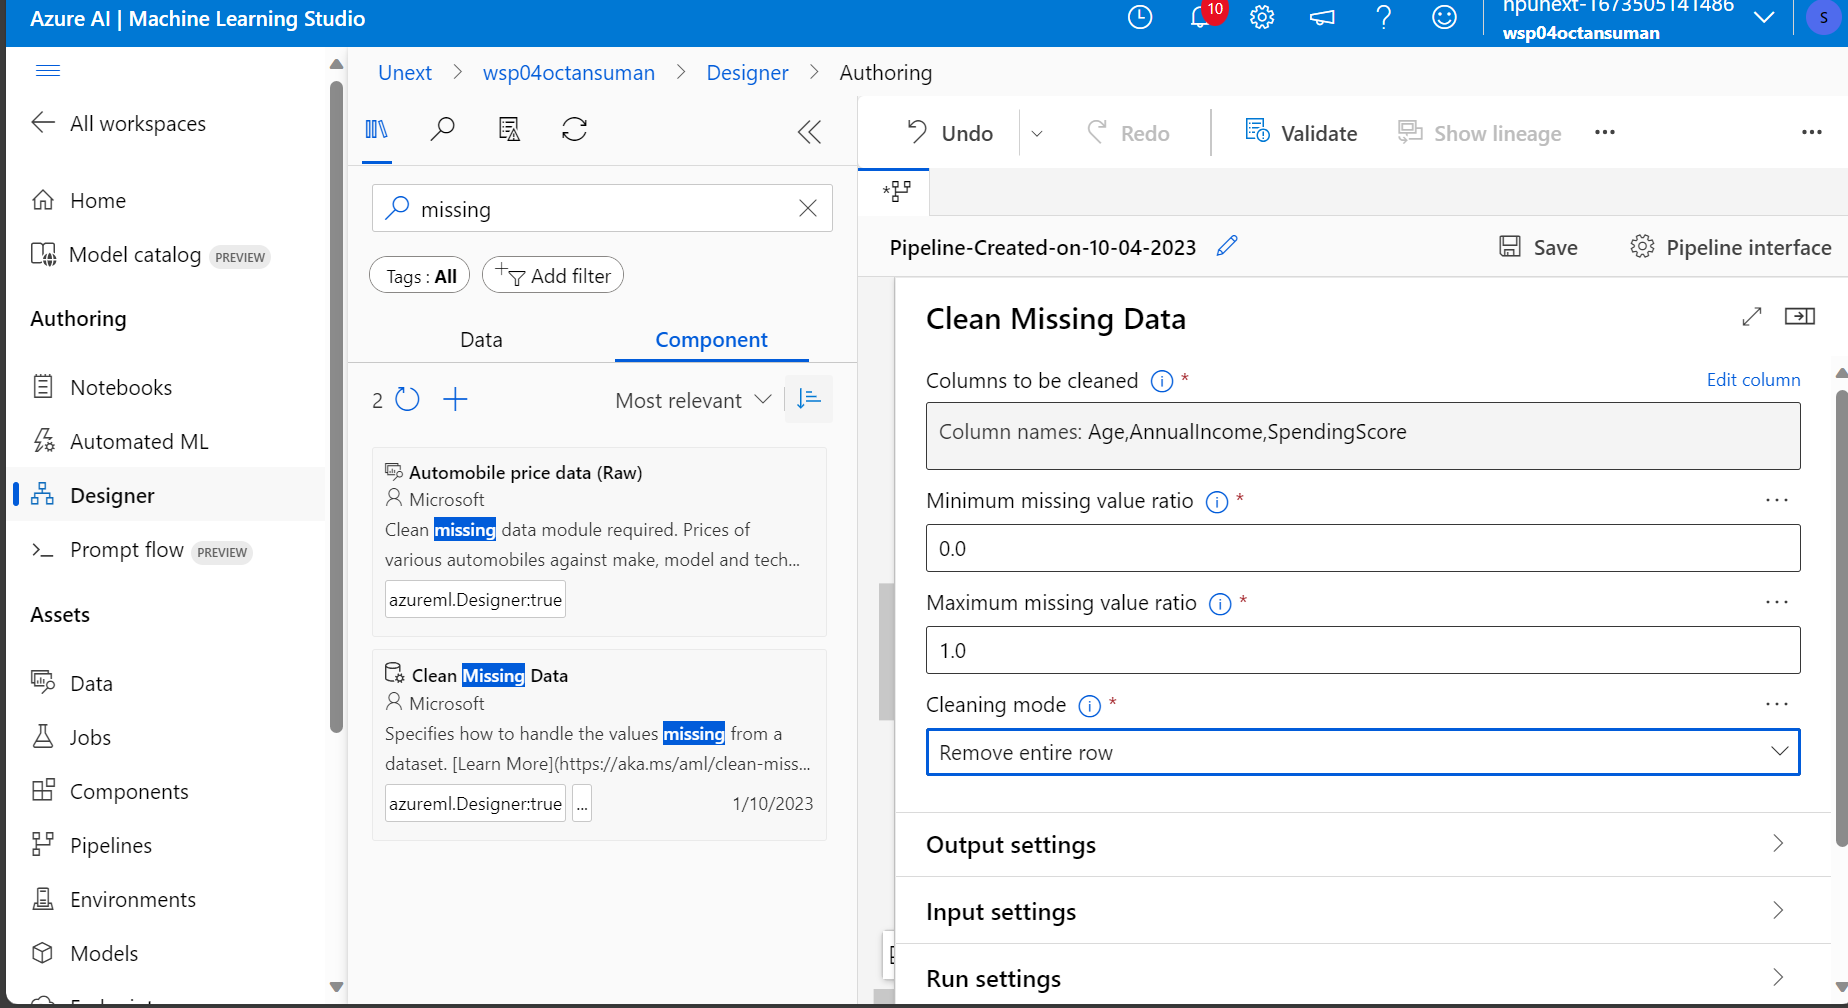 Azure AI | Machine Learning Studio
10
?
npunext-1673505141486
wsp04octansuman
S
All workspaces
Home
Model catalog PREVIEW
Authoring
Notebooks
Automated ML
Designer
Prompt flow PREVIEW
Assets
Data
Jobs
Components
Pipelines
Environments
Models
Unext > wsp04octansuman > Designer > Authoring
missing
Tags : All
Add filter
Data
Component
2
Most relevant
Automobile price data (Raw)
Microsoft
Clean missing data module required. Prices of
various automobiles against make, model and tech...
azureml.Designer:true
Clean Missing Data
Microsoft
Specifies how to handle the values missing from a
dataset. [Learn More](https://aka.ms/aml/clean-miss...
azureml.Designer:true
...
1/10/2023
Undo
Redo
Validate
Show lineage
Pipeline-Created-on-10-04-2023
Save
Pipeline interface
Clean Missing Data
Columns to be cleaned *
Edit column
Column names: Age,AnnualIncome,SpendingScore
Minimum missing value ratio *
0.0
Maximum missing value ratio *
1.0
Cleaning mode *
Remove entire row
Output settings
Input settings
Run settings